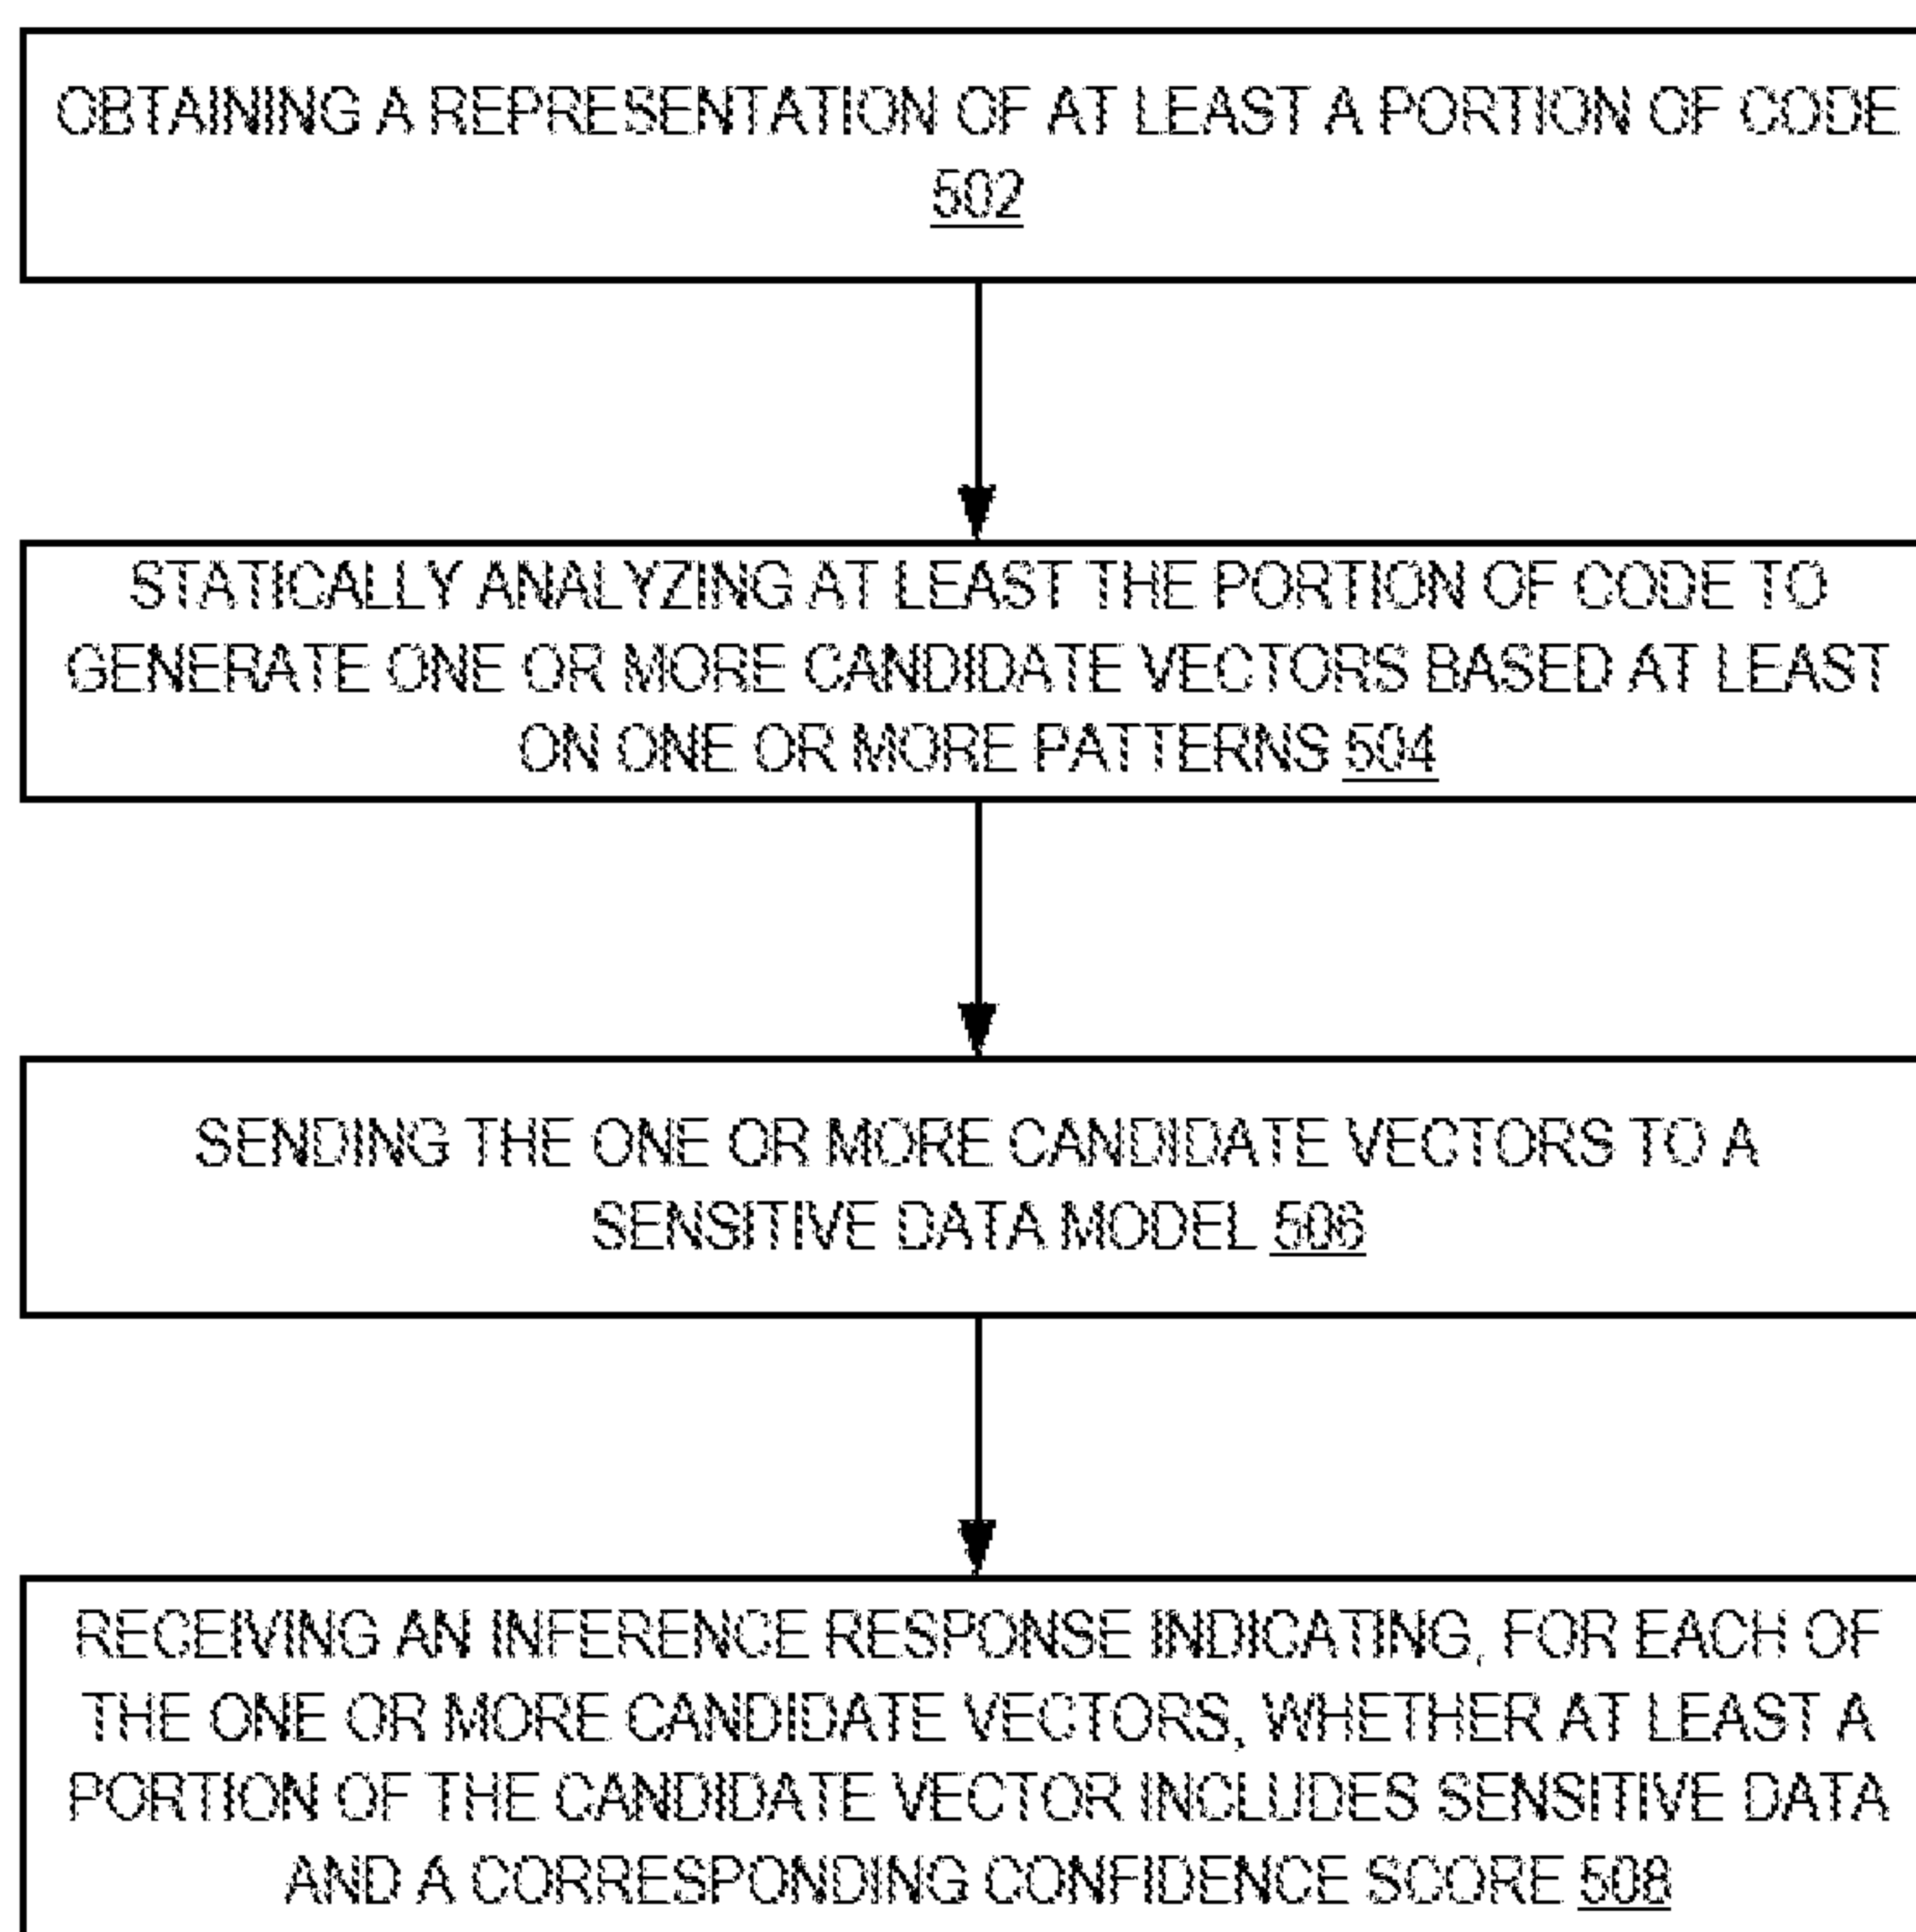 OBTAINING A REPRESENTATION OF AT LEAST A PORTION OF CODE
502
STATICALLY ANALYZING AT LEAST THE PORTION OF CODE TO
GENERATE ONE OR MORE CANDIDATE VECTORS BASED AT LEAST
ON ONE OR MORE PATTERNS 504
SENDING THE ONE OR MORE CANDIDATE VECTORS TO A
SENSITIVE DATA MODEL 506
RECEIVING AN INFERENCE RESPONSE INDICATING, FOR EACH OF
THE ONE OR MORE CANDIDATE VECTORS, WHETHER AT LEAST A
PORTION OF THE CANDIDATE VECTOR INCLUDES SENSITIVE DATA
AND A CORRESPONDING CONFIDENCE SCORE 508